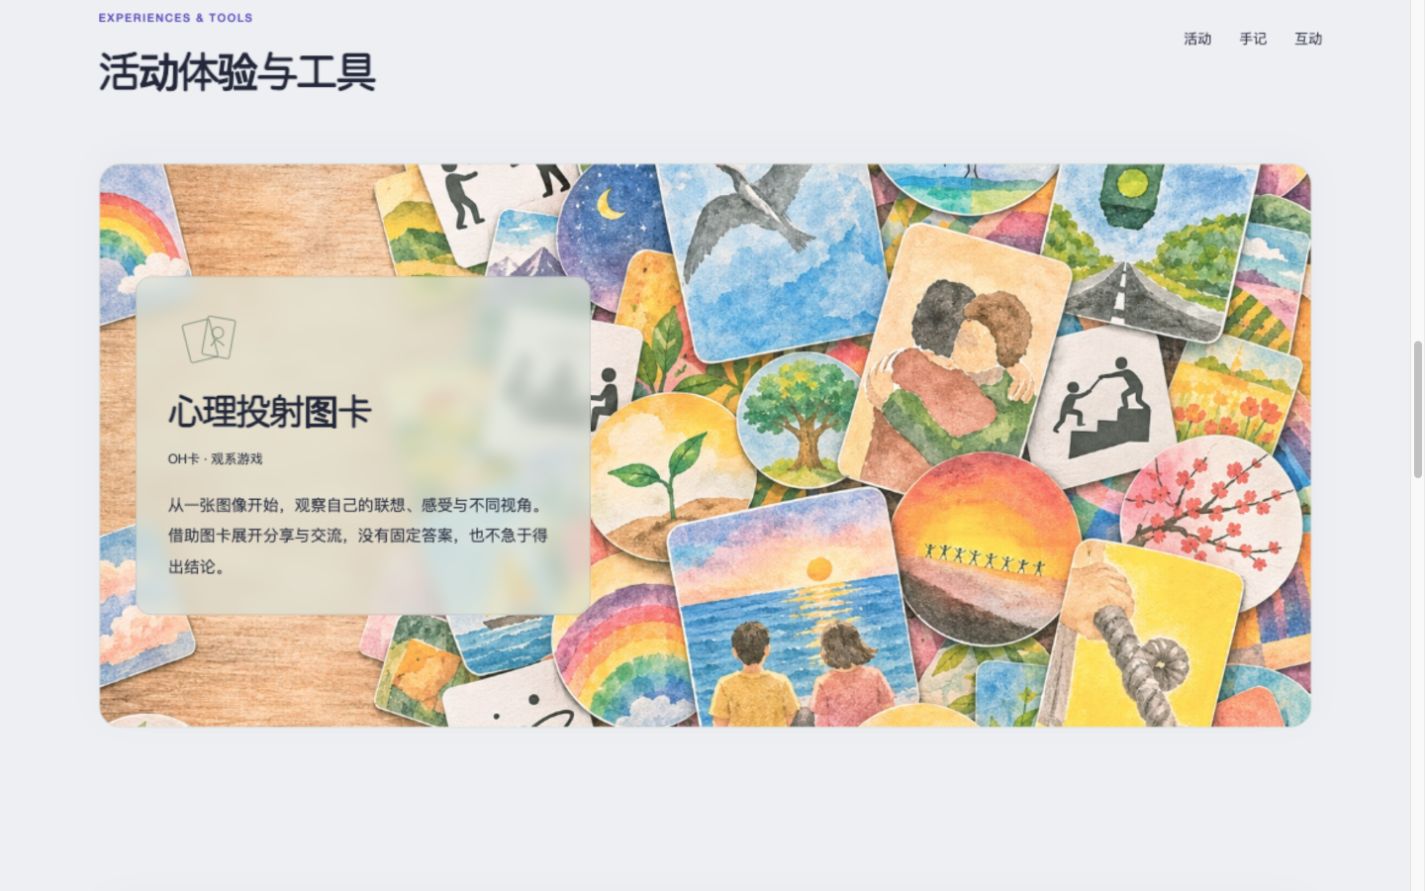 EXPERIENCES & TOOLS
活动 手记 互动
活动体验与工具
心理投射图卡
OH卡 · 观系游戏
从一张图像开始，观察自己的联想、感受与不同视角。
借助图卡展开分享与交流，没有固定答案，也不急于得
出结论。